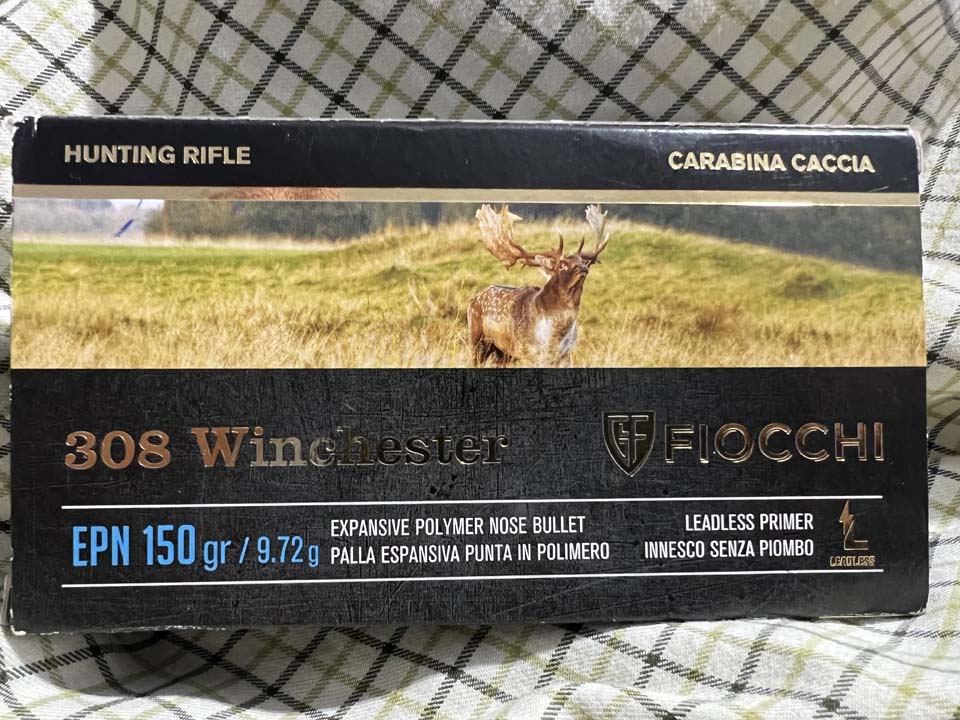 HUNTING RIFLE
CARABINA CACCIA
308 Winchester
GF FIOCCHI
EPN 150 gr / 9.72 g
EXPANSIVE POLYMER NOSE BULLET
PALLA ESPANSIVA PUNTA IN POLIMERO
LEADLESS PRIMER
INNESCO SENZA PIOMBO
L
LEADLESS